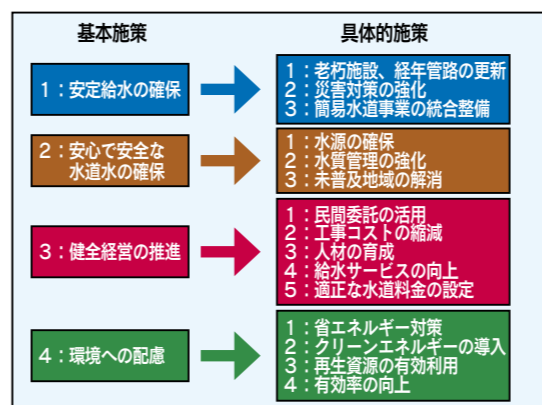 基本施策
具体的施策
1：安定給水の確保
1：老朽施設、経年管路の更新
2：災害対策の強化
3：簡易水道事業の統合整備
2：安心で安全な
水道水の確保
1：水源の確保
2：水質管理の強化
3：未普及地域の解消
3：健全経営の推進
1：民間委託の活用
2：工事コストの縮減
3：人材の育成
4：給水サービスの向上
5：適正な水道料金の設定
4：環境への配慮
1：省エネルギー対策
2：クリーンエネルギーの導入
3：再生資源の有効利用
4：有効率の向上